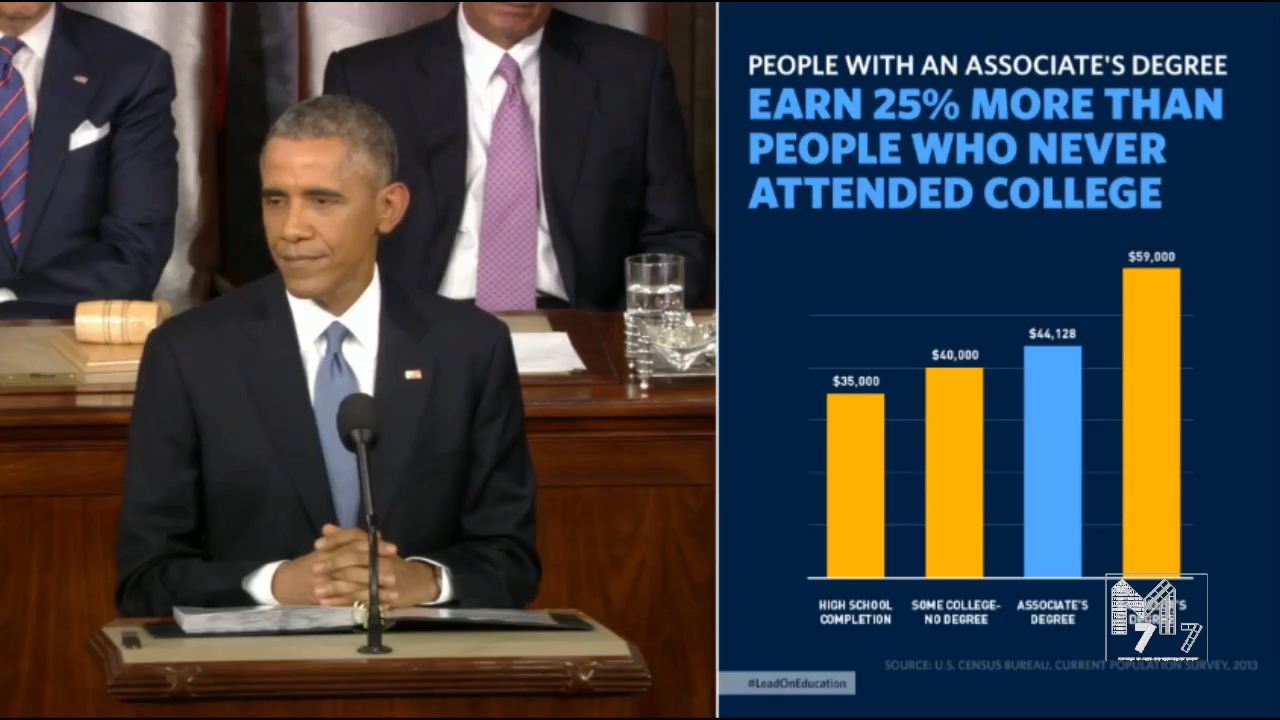 PEOPLE WITH AN ASSOCIATE'S DEGREE
EARN 25% MORE THAN
PEOPLE WHO NEVER
ATTENDED COLLEGE
$59,000
$44,128
$40,000
$35,000
HIGH SCHOOL
COMPLETION
SOME COLLEGE-
NO DEGREE
ASSOCIATE'S
DEGREE
SOURCE: U.S. CENSUS BUREAU, CURRENT POPULATION SURVEY, 2013
#LeadOnEducation